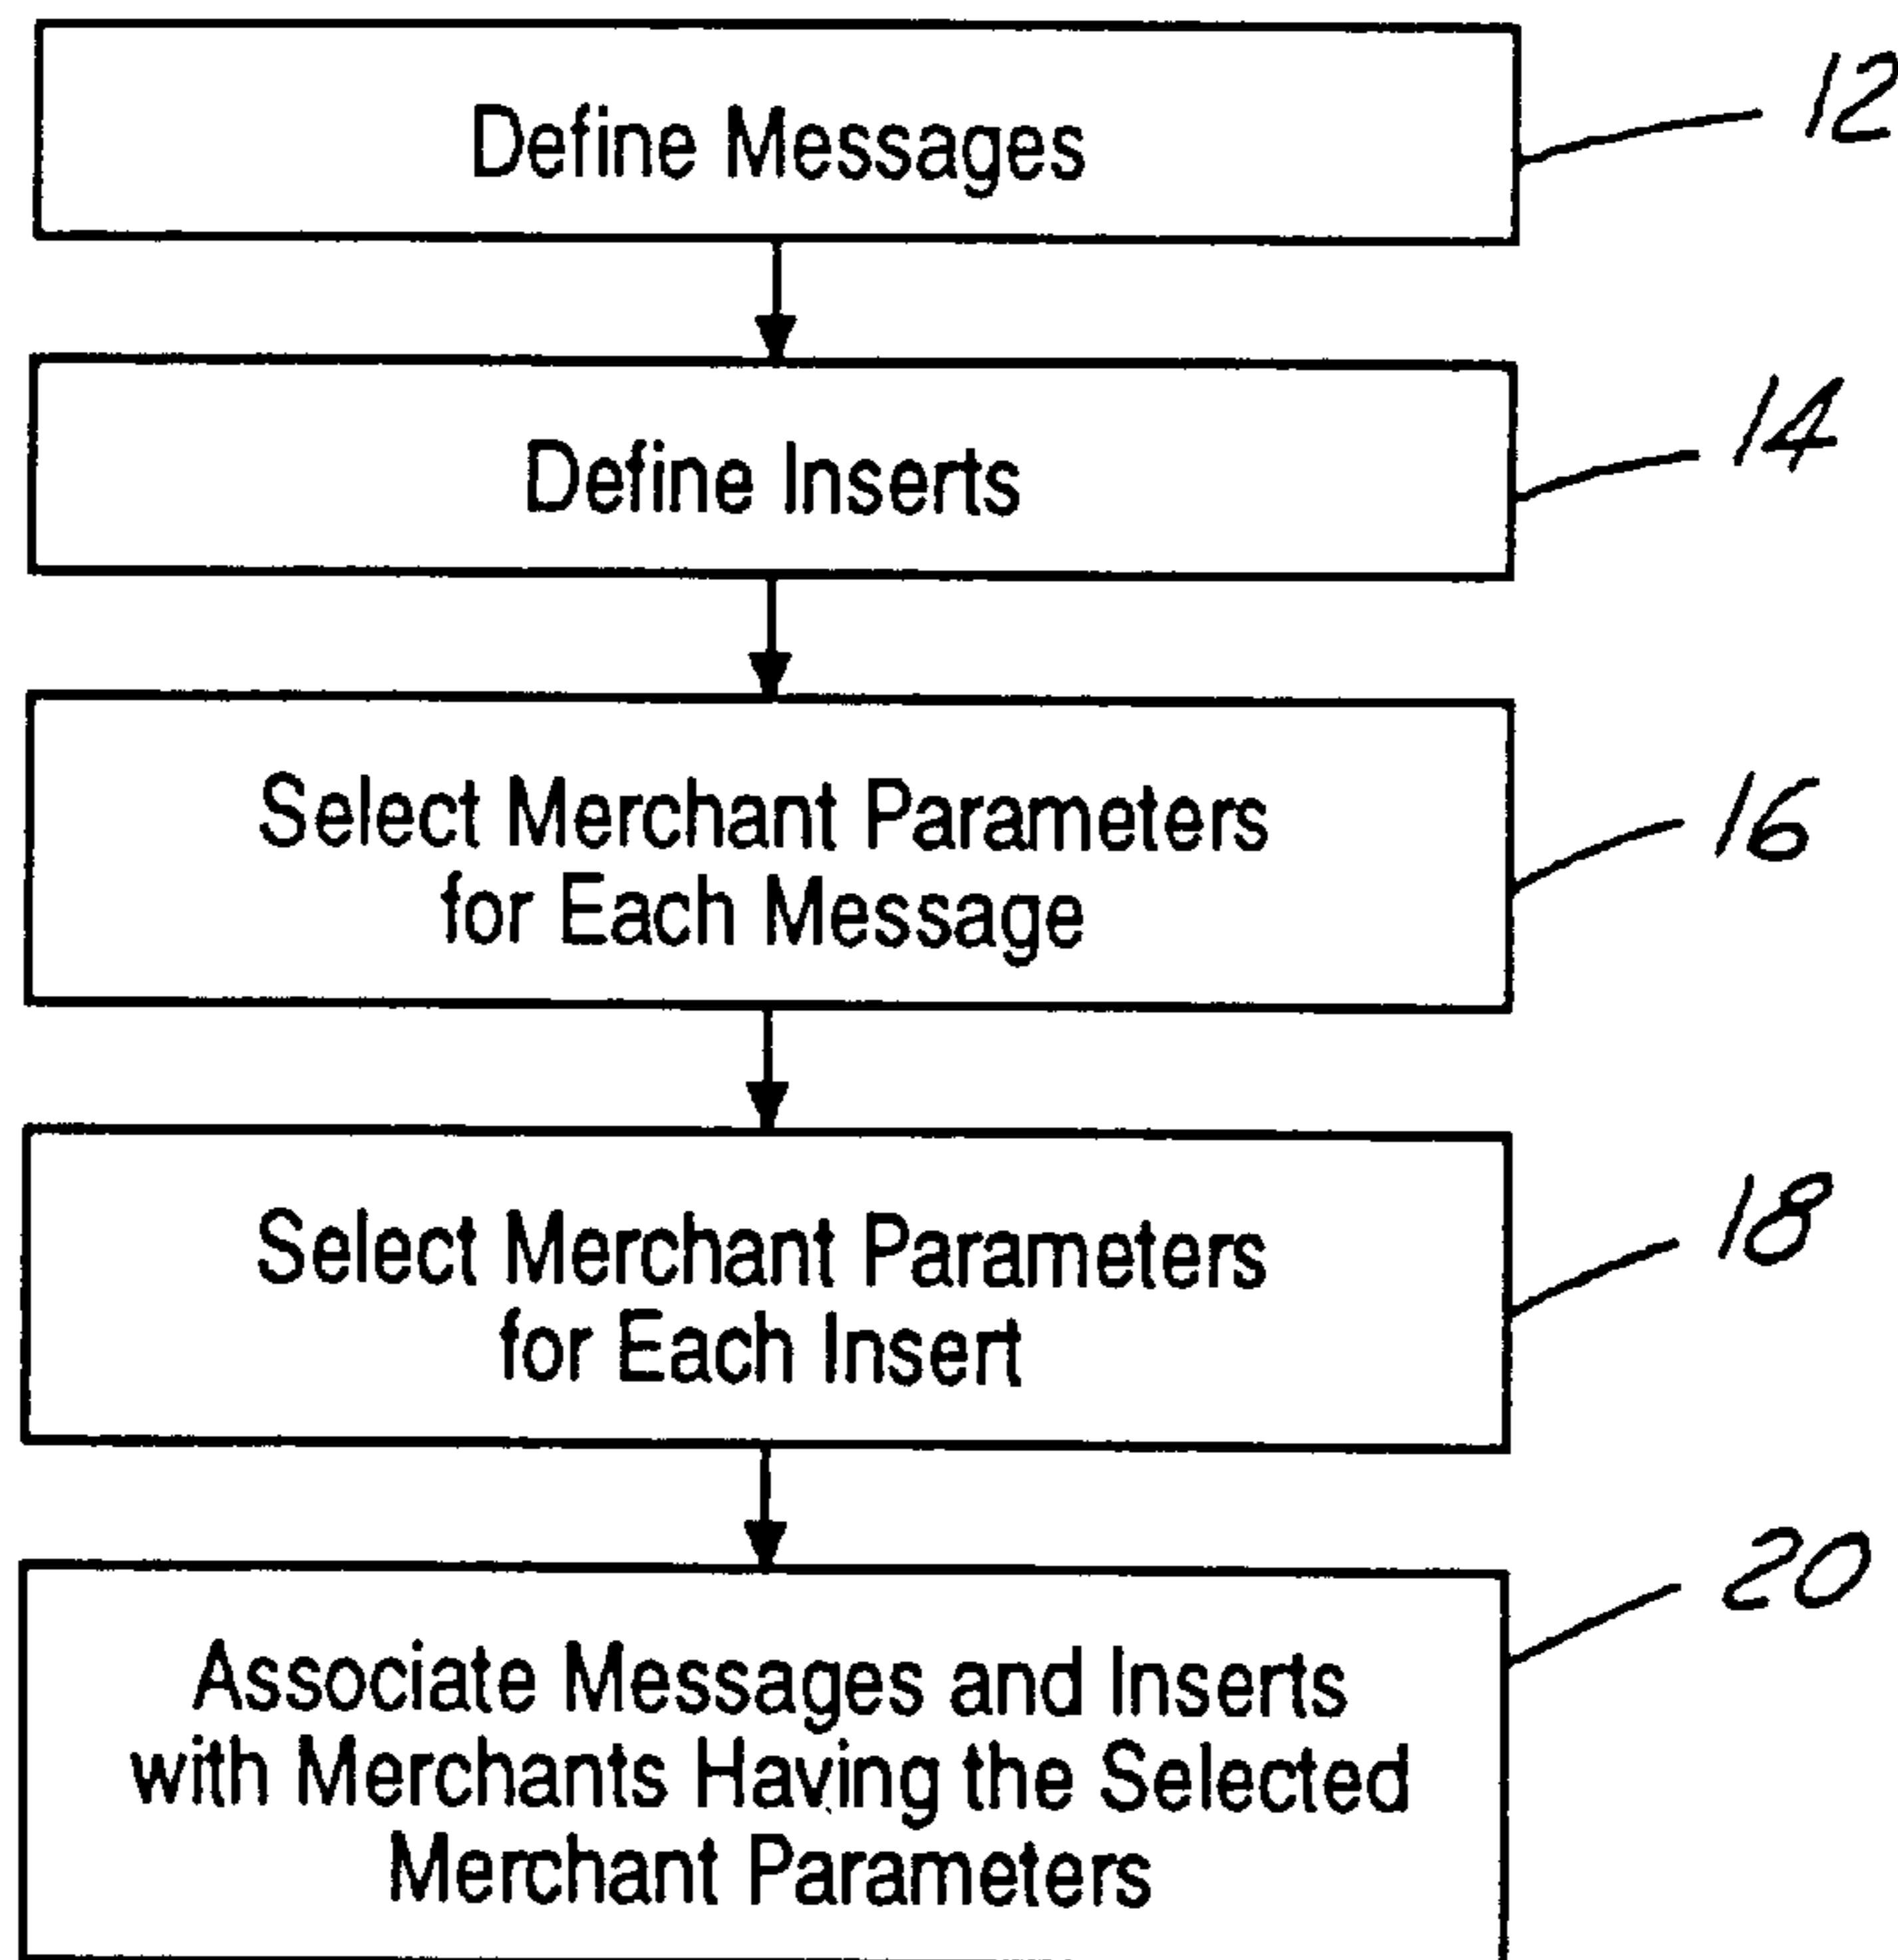 Define Messages
12
Define Inserts
14
Select Merchant Parameters
for Each Message
16
Select Merchant Parameters
for Each Insert
18
Associate Messages and Inserts
with Merchants Having the Selected
Merchant Parameters
20